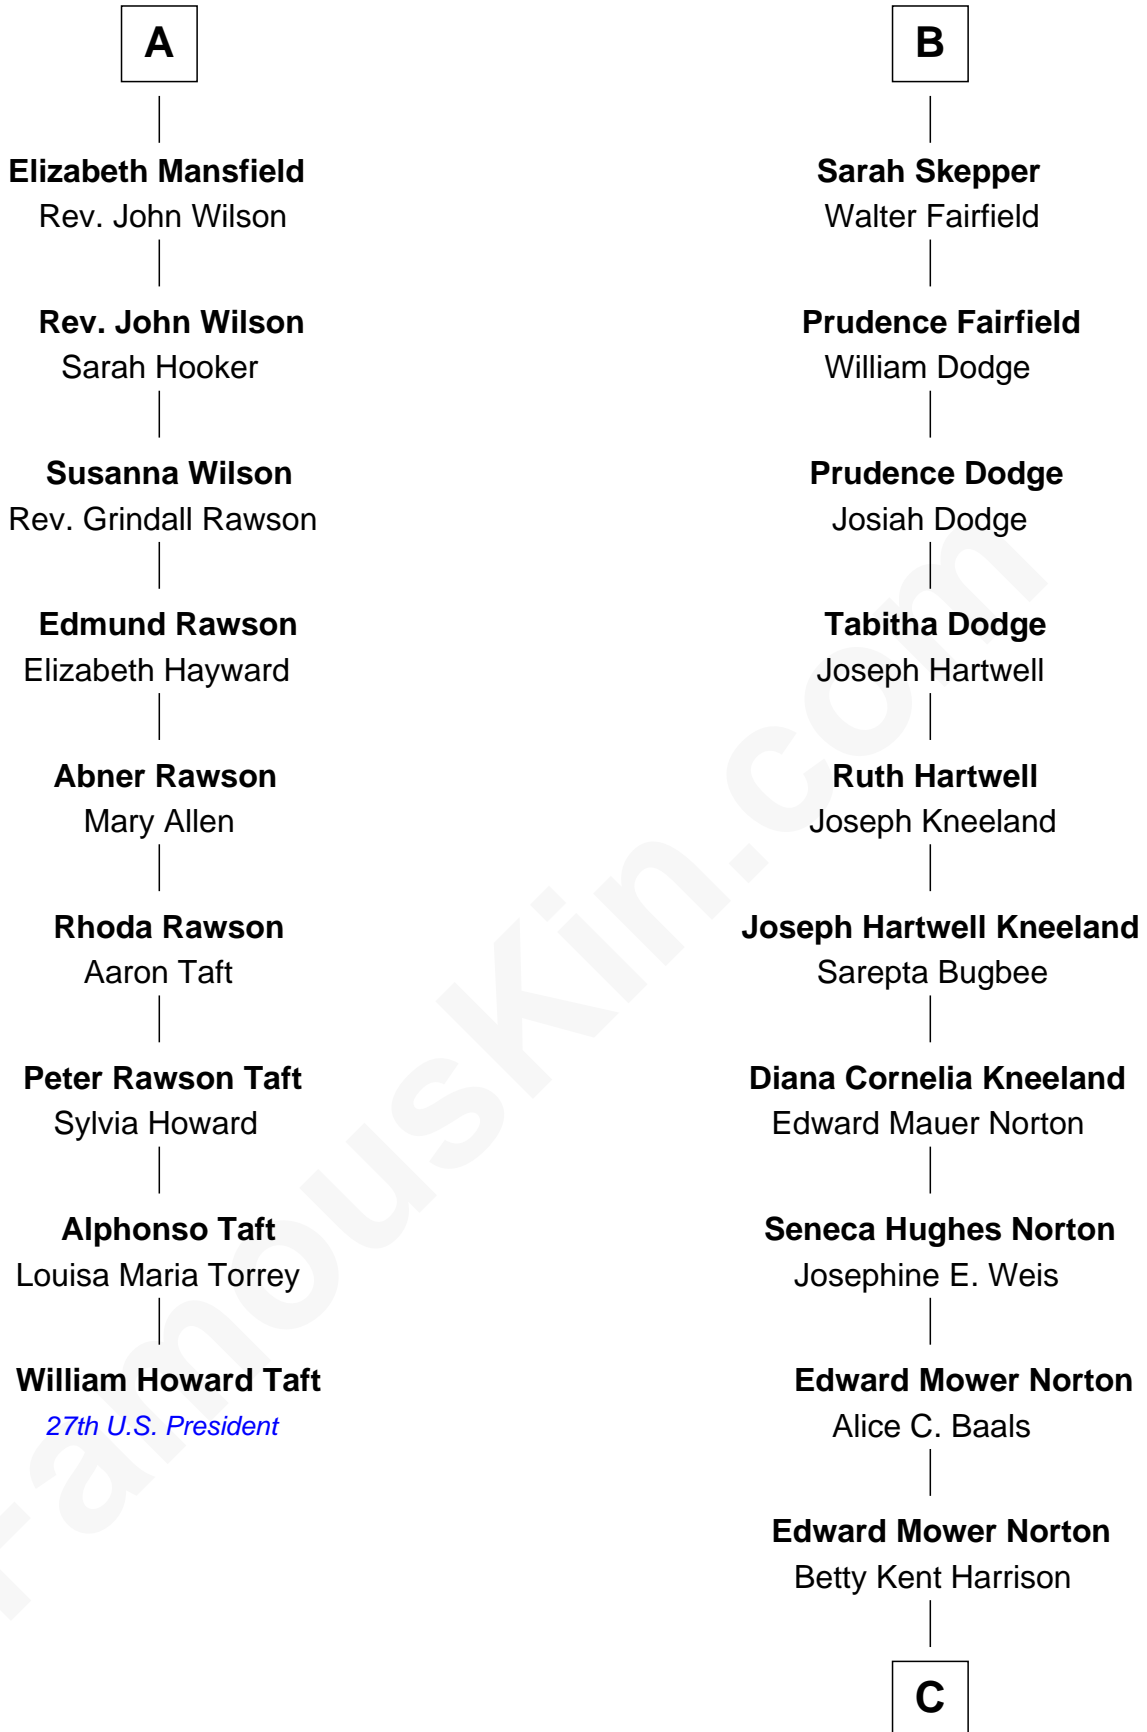 A
Elizabeth Mansfield
Rev. John Wilson
Rev. John Wilson
Sarah Hooker
Susanna Wilson
Rev. Grindall Rawson
Edmund Rawson
Elizabeth Hayward
Abner Rawson
Mary Allen
Rhoda Rawson
Aaron Taft
Peter Rawson Taft
Sylvia Howard
Alphonso Taft
Louisa Maria Torrey
William Howard Taft
27th U.S. President
B
Sarah Skepper
Walter Fairfield
Prudence Fairfield
William Dodge
Prudence Dodge
Josiah Dodge
Tabitha Dodge
Joseph Hartwell
Ruth Hartwell
Joseph Kneeland
Joseph Hartwell Kneeland
Sarepta Bugbee
Diana Cornelia Kneeland
Edward Mauer Norton
Seneca Hughes Norton
Josephine E. Weis
Edward Mower Norton
Alice C. Baals
Edward Mower Norton
Betty Kent Harrison
C
FamousKin.com